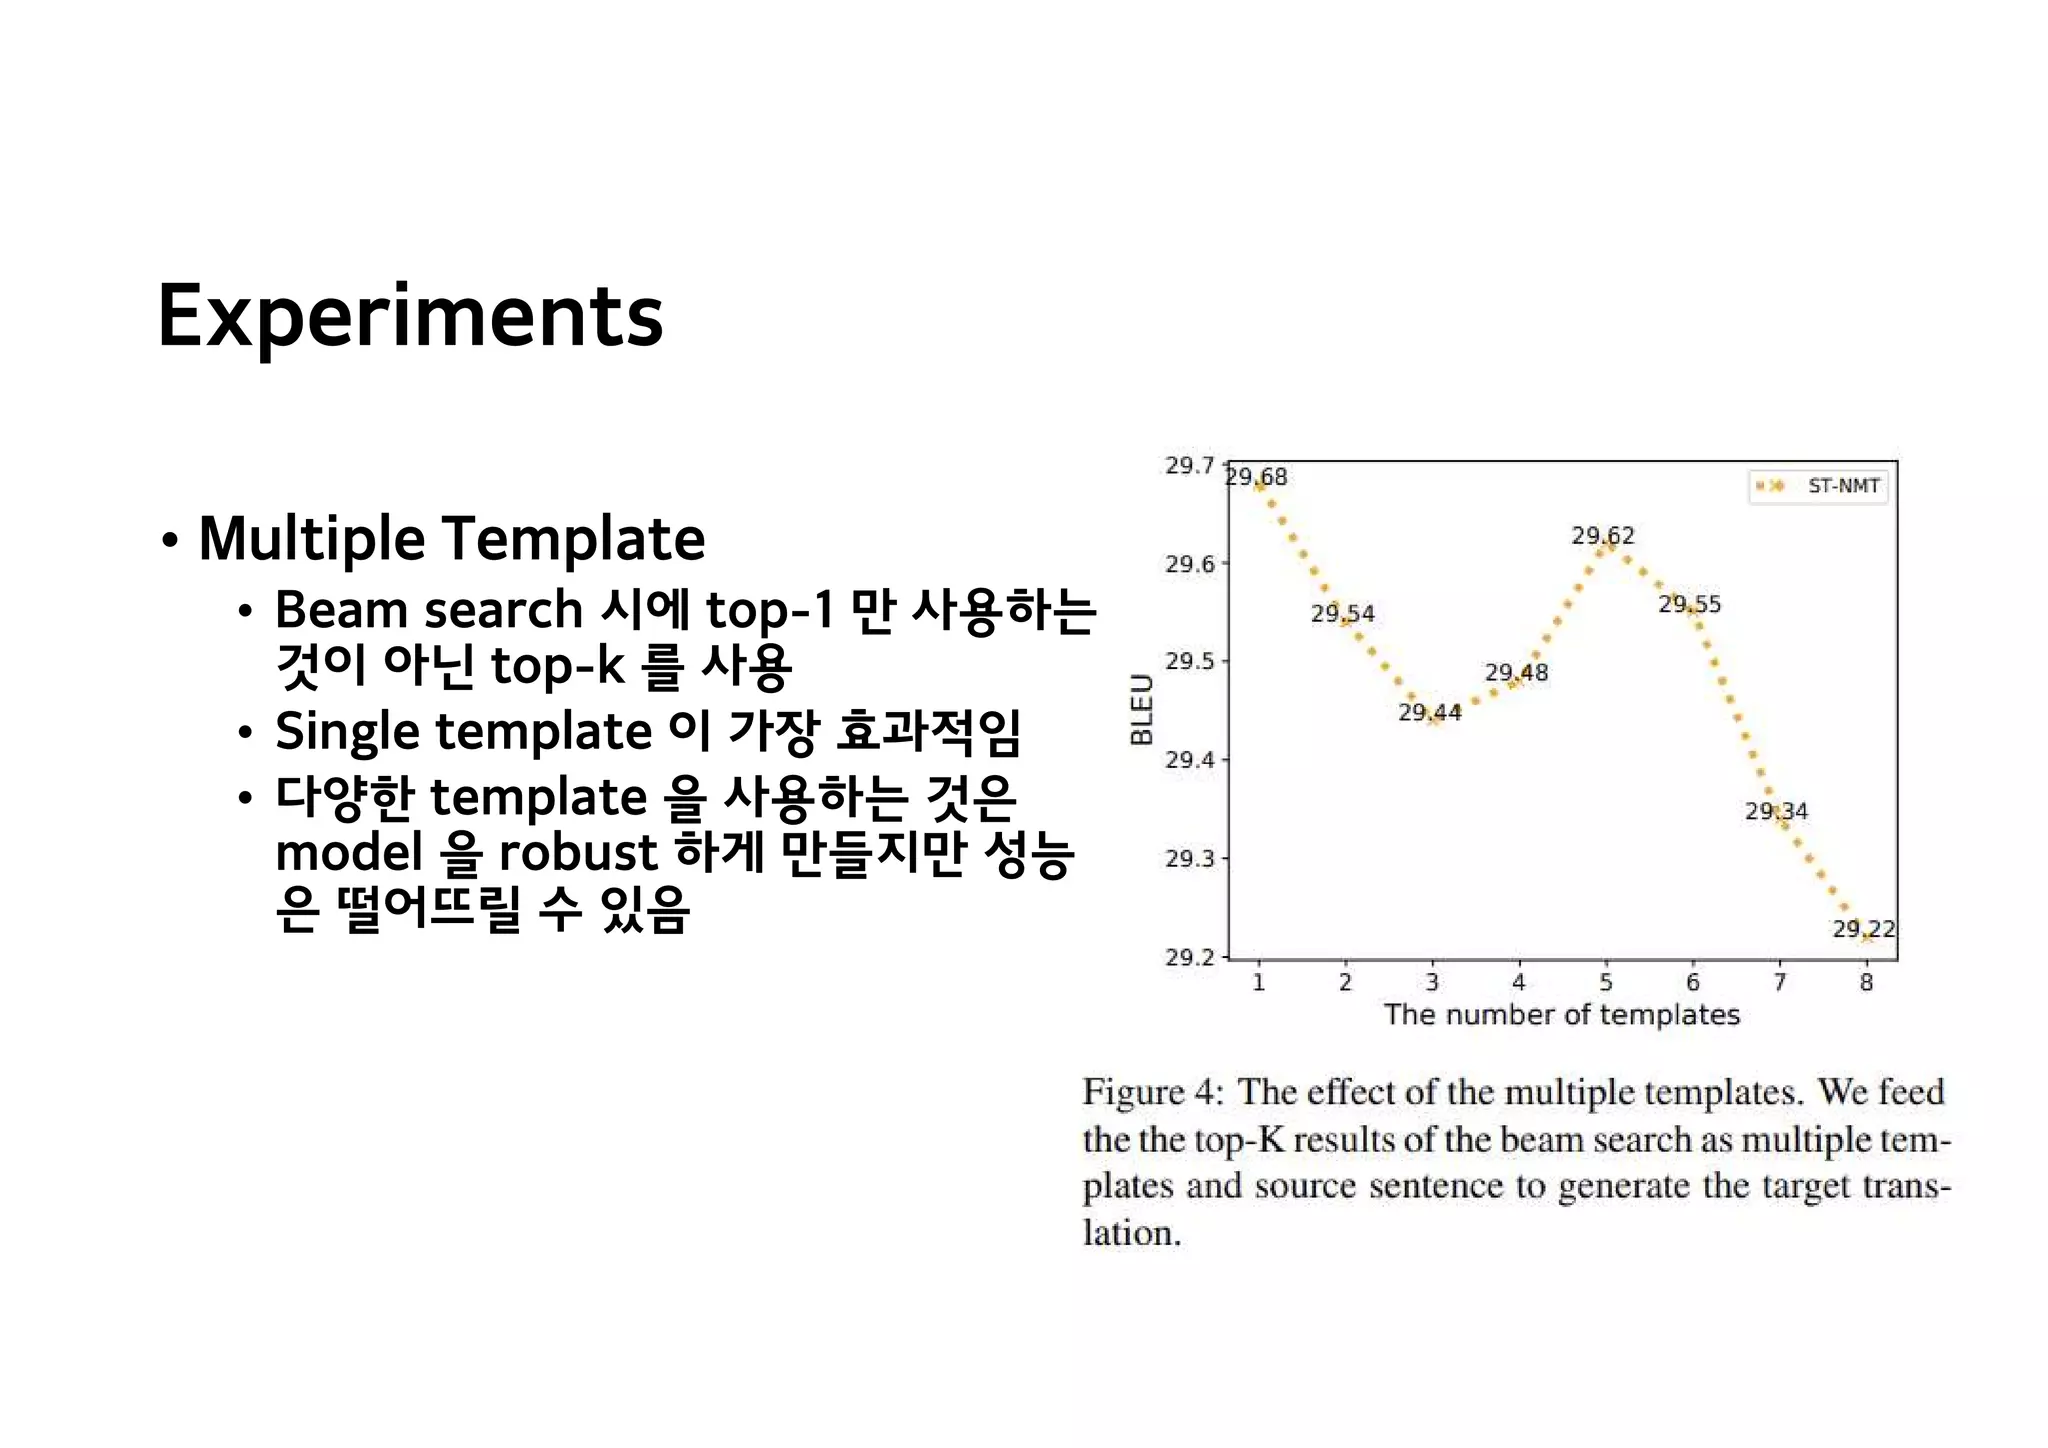 Experiments
• Multiple Template
• Beam search 시에 top-1 만 사용하는
것이 아닌 top-k 를 사용
• Single template 이 가장 효과적임
• 다양한 template 을 사용하는 것은
model 을 robust 하게 만들지만 성능
은 떨어뜨릴 수 있음
29.7
29.6
29.5
29.4
29.3
29.2
BLEU
29.68
29.54
29.44
29.48
29.62
29.55
29.34
29.22
ST-NMT
1 2 3 4 5 6 7 8
The number of templates
Figure 4: The effect of the multiple templates. We feed
the the top-K results of the beam search as multiple tem-
plates and source sentence to generate the target trans-
lation.